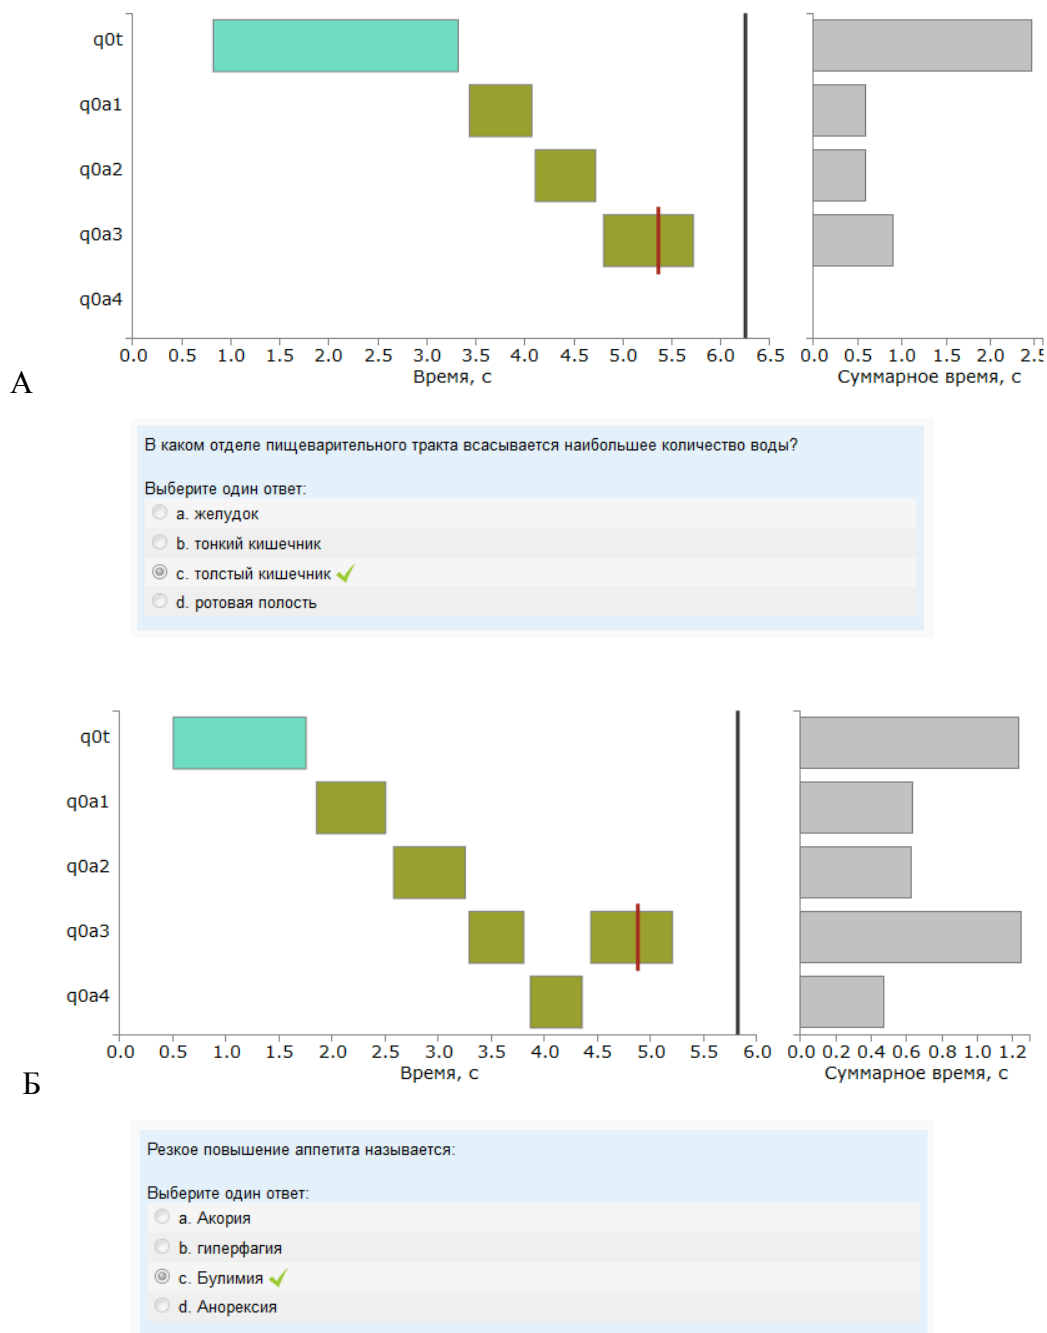 q0t
q0a1
q0a2
q0a3
q0a4
0.0 0.5 1.0 1.5 2.0 2.5 3.0 3.5 4.0 4.5 5.0 5.5 6.0 6.5
Время, с
0.0 0.5 1.0 1.5 2.0 2.5
Суммарное время, с
А
В каком отделе пищеварительного тракта всасывается наибольшее количество воды?
Выберите один ответ:
a. желудок
b. тонкий кишечник
c. толстый кишечник
d. ротовая полость
q0t
q0a1
q0a2
q0a3
q0a4
0.0 0.5 1.0 1.5 2.0 2.5 3.0 3.5 4.0 4.5 5.0 5.5 6.0
Время, с
0.0 0.2 0.4 0.6 0.8 1.0 1.2
Суммарное время, с
Б
Резкое повышение аппетита называется:
Выберите один ответ:
a. Акория
b. гиперфагия
c. Булимия
d. Анорексия